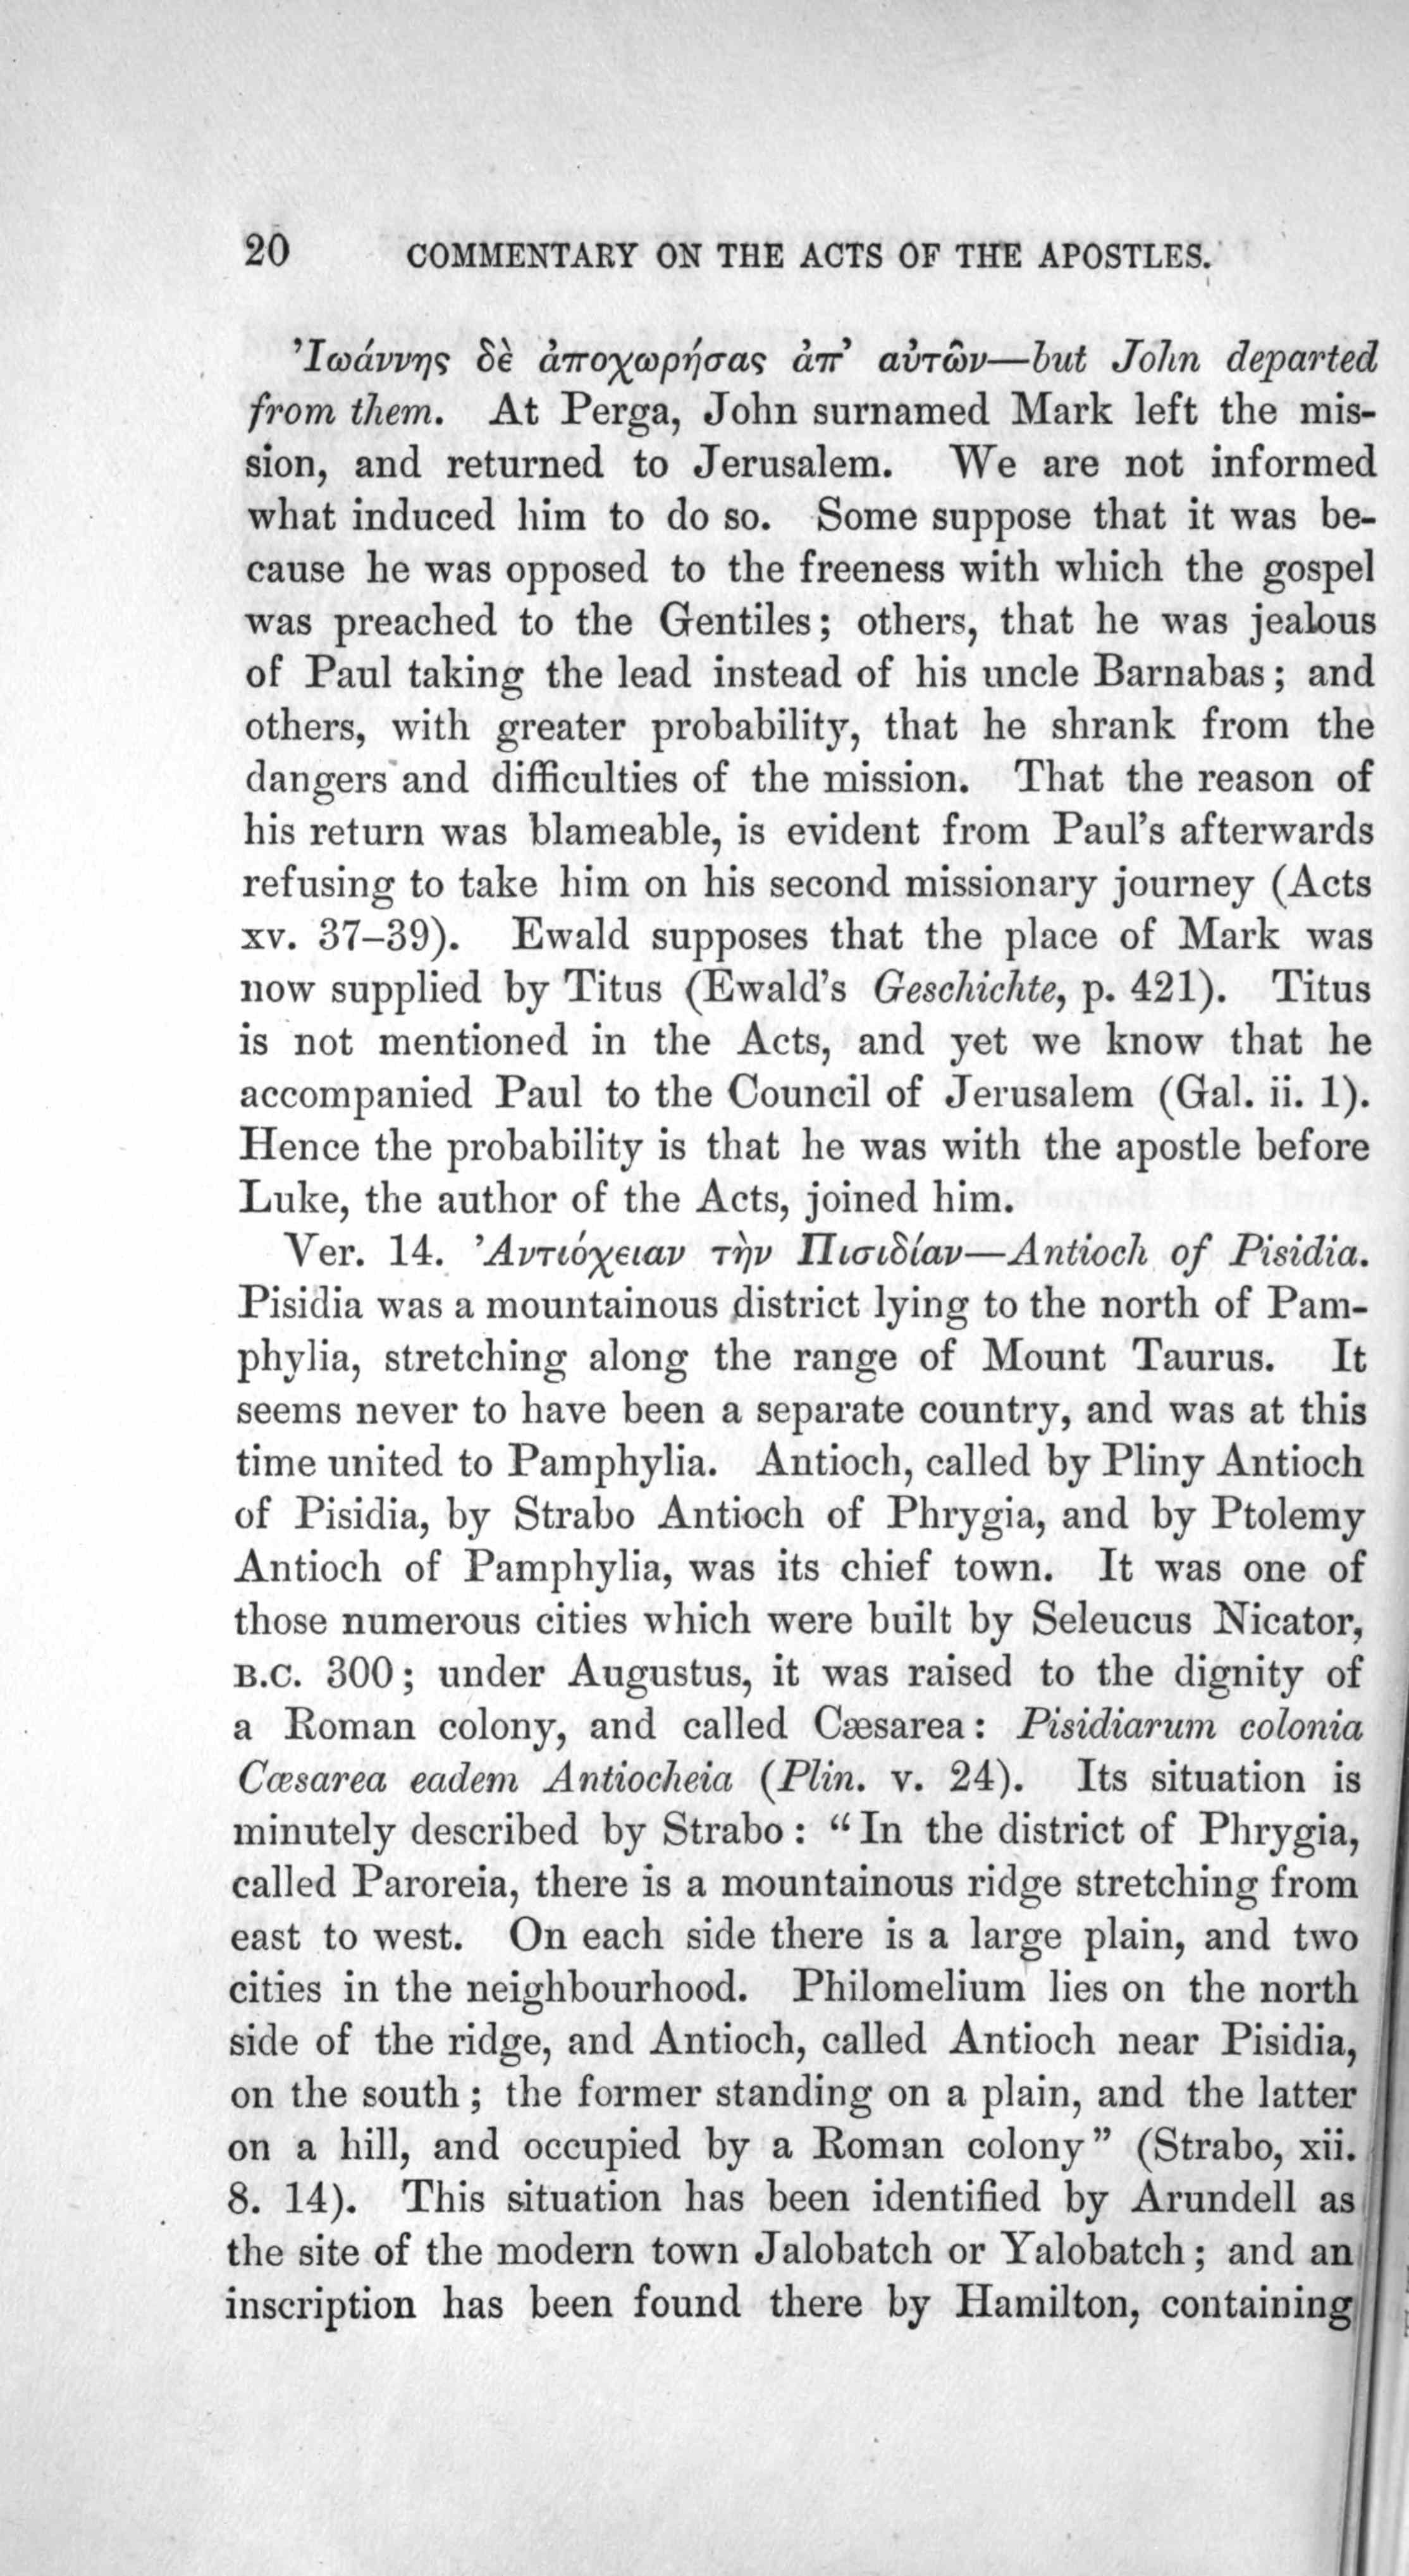 20 COMMENTARY ON THE ACTS OF THE APOSTLES.
Ἰωάννης δὲ ἀποχωρήσας ἀπ’ αὐτῶν—but John departed
from them. At Perga, John surnamed Mark left the mis-
sion, and returned to Jerusalem. We are not informed
what induced him to do so. Some suppose that it was be-
cause he was opposed to the freeness with which the gospel
was preached to the Gentiles; others, that he was jealous
of Paul taking the lead instead of his uncle Barnabas; and
others, with greater probability, that he shrank from the
dangers and difficulties of the mission. That the reason of
his return was blameable, is evident from Paul's afterwards
refusing to take him on his second missionary journey (Acts
xv. 37–39). Ewald supposes that the place of Mark was
now supplied by Titus (Ewald's Geschichte, p. 421). Titus
is not mentioned in the Acts, and yet we know that he
accompanied Paul to the Council of Jerusalem (Gal. ii. 1).
Hence the probability is that he was with the apostle before
Luke, the author of the Acts, joined him.
Ver. 14. Ἀντιόχειαν τὴν Πισιδίαν—Antioch of Pisidia.
Pisidia was a mountainous district lying to the north of Pam-
phylia, stretching along the range of Mount Taurus. It
seems never to have been a separate country, and was at this
time united to Pamphylia. Antioch, called by Pliny Antioch
of Pisidia, by Strabo Antioch of Phrygia, and by Ptolemy
Antioch of Pamphylia, was its chief town. It was one of
those numerous cities which were built by Seleucus Nicator,
B.C. 300; under Augustus, it was raised to the dignity of
a Roman colony, and called Cæsarea: Pisidiarum colonia
Cæsarea eadem Antiocheia (Plin. v. 24). Its situation is
minutely described by Strabo: “In the district of Phrygia,
called Paroreia, there is a mountainous ridge stretching from
east to west. On each side there is a large plain, and two
cities in the neighbourhood. Philomelium lies on the north
side of the ridge, and Antioch, called Antioch near Pisidia,
on the south; the former standing on a plain, and the latter
on a hill, and occupied by a Roman colony” (Strabo, xii.
8. 14). This situation has been identified by Arundell as
the site of the modern town Jalobatch or Yalobatch; and an
inscription has been found there by Hamilton, containing